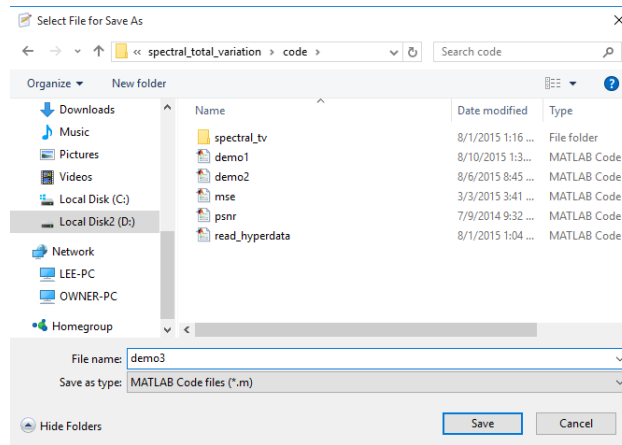 Select File for Save As
« spectral_total_variation › code ›
Search code
Organize
New folder
Downloads
Music
Pictures
Videos
Local Disk (C:)
Local Disk2 (D:)
Network
LEE-PC
OWNER-PC
Homegroup
Name Date modified Type
spectral_tv 8/1/2015 1:16 ... File folder
demo1 8/10/2015 1:3... MATLAB Code
demo2 8/6/2015 8:45 ... MATLAB Code
mse 3/3/2015 3:41 ... MATLAB Code
psnr 7/9/2014 9:32 ... MATLAB Code
read_hyperdata 8/1/2015 1:04 ... MATLAB Code
File name: demo3
Save as type: MATLAB Code files (*.m)
Hide Folders
Save
Cancel